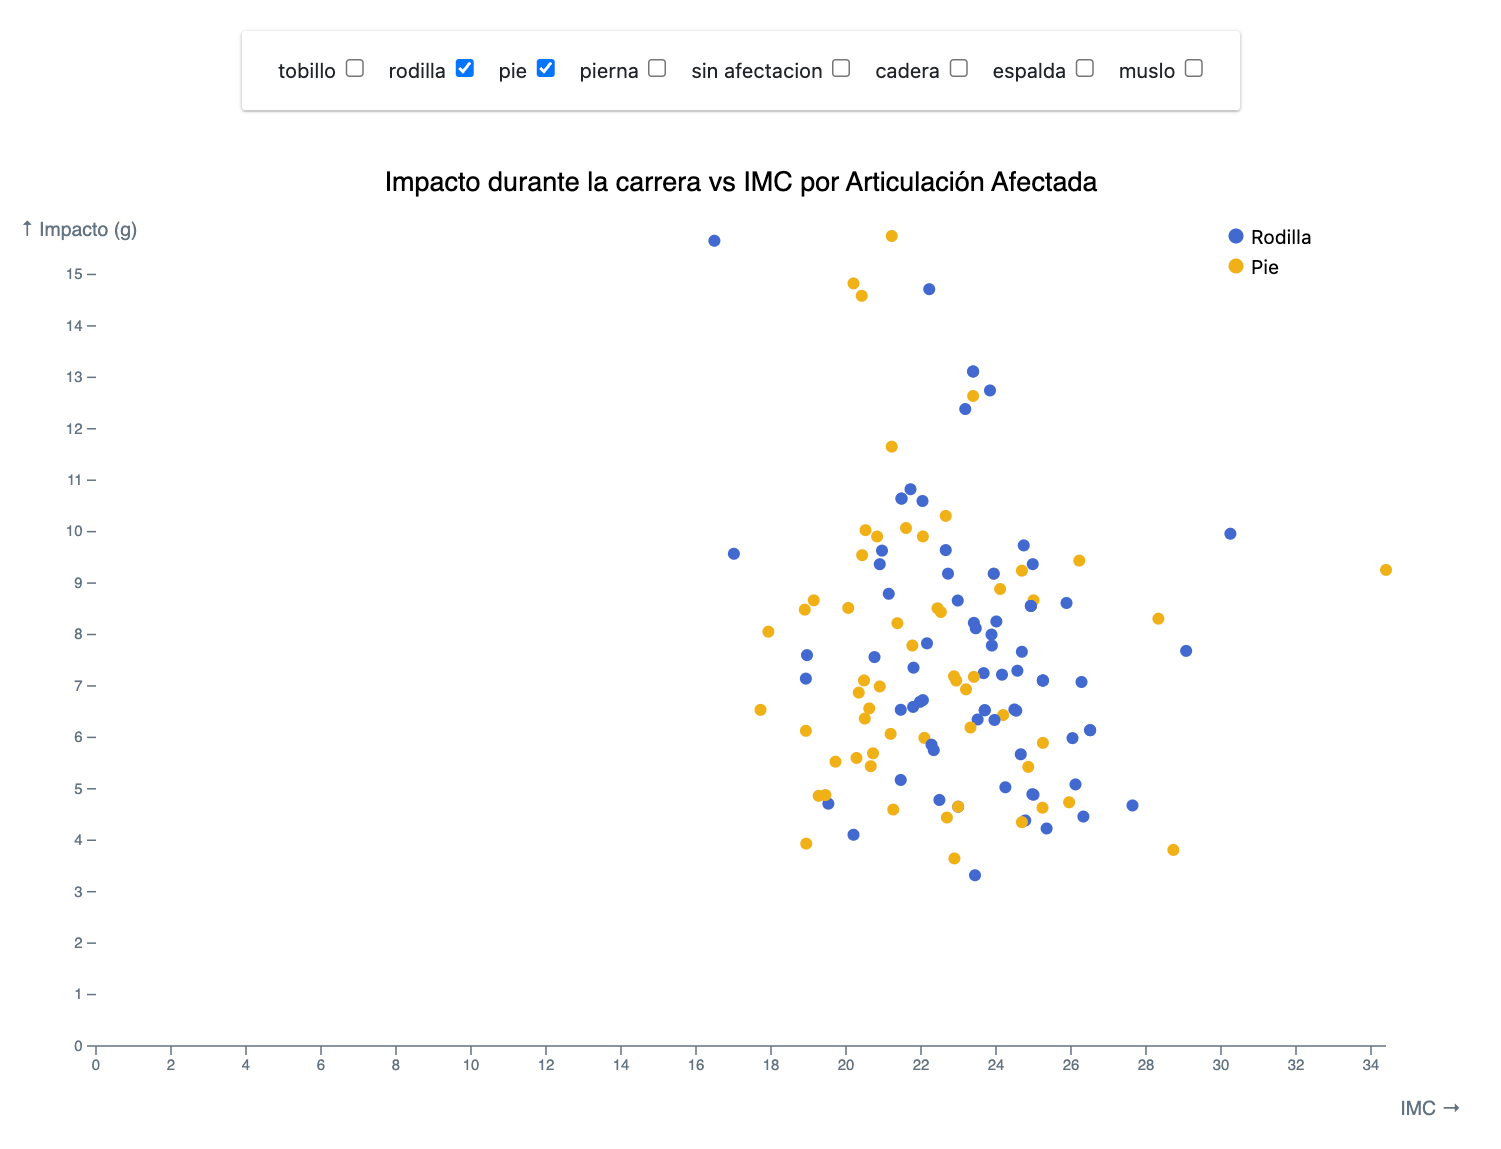 tobillo rodilla pie pierna sin afectacion cadera espalda muslo
Impacto durante la carrera vs IMC por Articulación Afectada
↑ Impacto (g)
Rodilla
Pie
15
14
13
12
11
10
9
8
7
6
5
4
3
2
1
0
0 2 4 6 8 10 12 14 16 18 20 22 24 26 28 30 32 34
IMC →